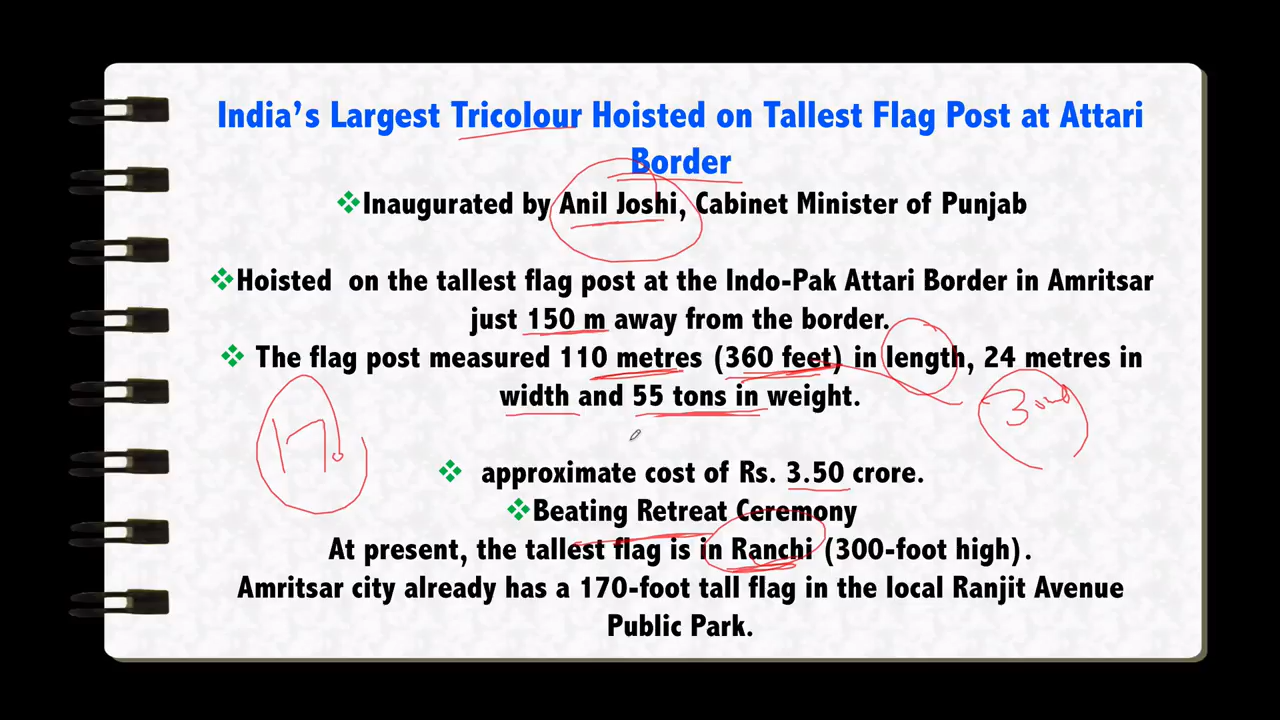 India’s Largest Tricolour Hoisted on Tallest Flag Post at Attari
Border
Inaugurated by Anil Joshi, Cabinet Minister of Punjab
Hoisted on the tallest flag post at the Indo-Pak Attari Border in Amritsar
just 150 m away from the border.
The flag post measured 110 metres (360 feet) in length, 24 metres in
width and 55 tons in weight.
approximate cost of Rs. 3.50 crore.
Beating Retreat Ceremony
At present, the tallest flag is in Ranchi (300-foot high).
Amritsar city already has a 170-foot tall flag in the local Ranjit Avenue
Public Park.